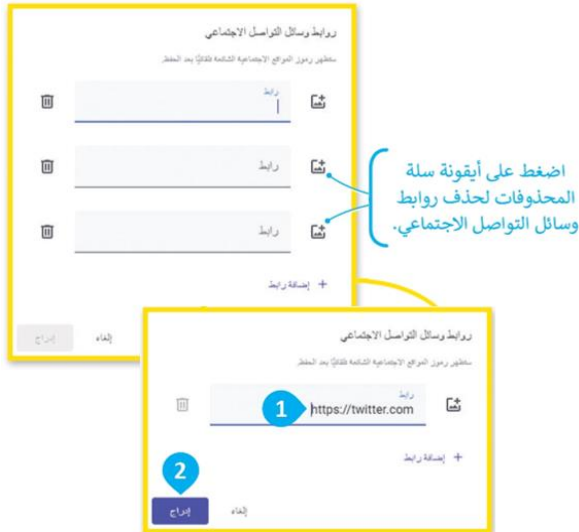 روابط وسائل التواصل الاجتماعي
ستظهر رموز المواقع الاجتماعية الشائعة تلقائيًا بعد الحفظ.
رابط
رابط
رابط
+ إضافة رابط
إلغاء
إدراج
اضغط على أيقونة سلة
المحذوفات لحذف روابط
وسائل التواصل الاجتماعي.
روابط وسائل التواصل الاجتماعي
ستظهر رموز المواقع الاجتماعية الشائعة تلقائيًا بعد الحفظ.
رابط
https://twitter.com
1
+ إضافة رابط
2
إلغاء
إدراج